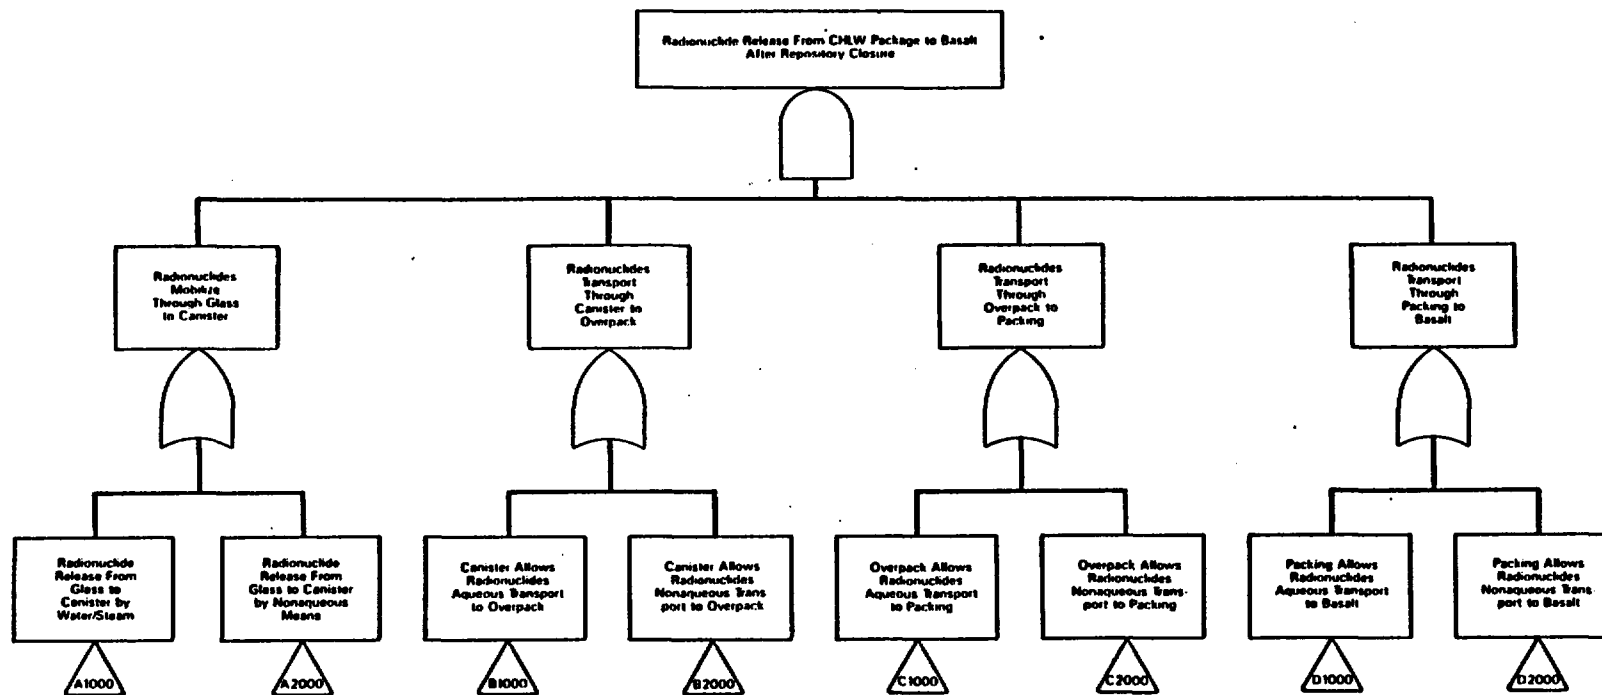 Radionuclide Release From CHLW Package to Basalt
After Repository Closure
Radionuclides
Mobilize
Through Glass
In Canister
Radionuclides
Transport
Through
Canister to
Overpack
Radionuclides
Transport
Through
Overpack to
Packing
Radionuclides
Transport
Through
Packing to
Basalt
Radionuclide
Release From
Glass to
Canister by
Water/Steam
Radionuclide
Release From
Glass to Canister
by Nonaqueous
Means
Canister Allows
Radionuclides
Aqueous Transport
to Overpack
Canister Allows
Radionuclides
Nonaqueous Trans
port to Overpack
Overpack Allows
Radionuclides
Aqueous Transport
to Packing
Overpack Allows
Radionuclides
Nonaqueous Trans-
port to Packing
Packing Allows
Radionuclides
Aqueous Transport
to Basalt
Packing Allows
Radionuclides
Nonaqueous Trans
port to Basalt
A1000
A2000
B1000
B2000
C1000
C2000
D1000
D2000